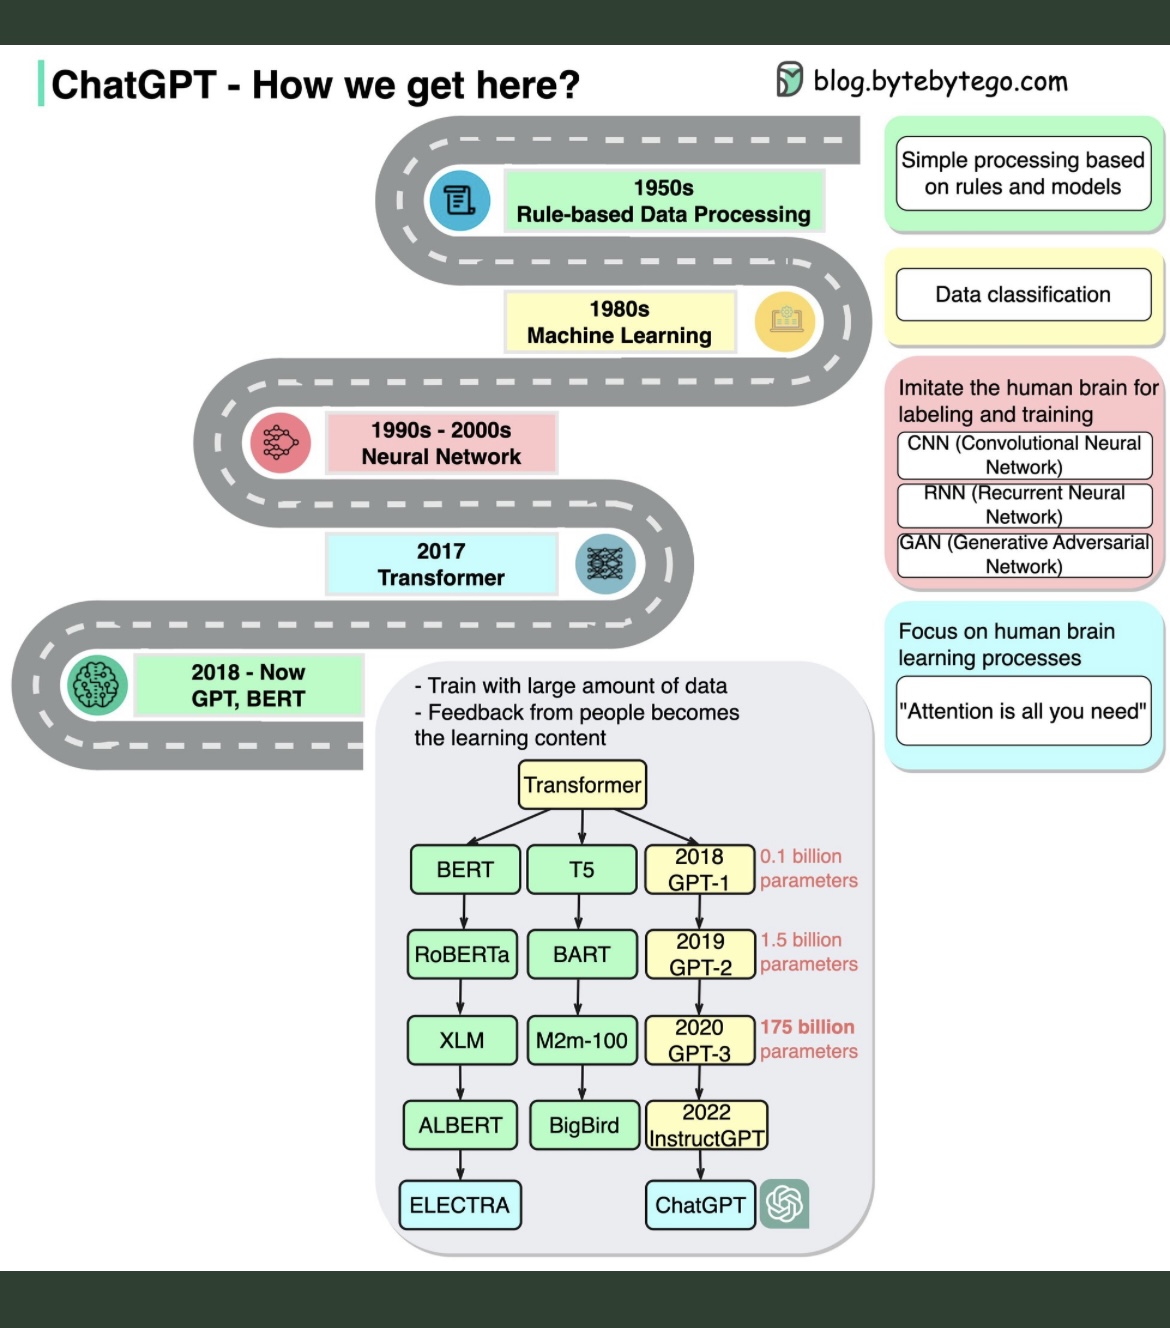 ChatGPT - How we get here?
blog.bytebytego.com
1950s
Rule-based Data Processing
Simple processing based
on rules and models
1980s
Machine Learning
Data classification
1990s - 2000s
Neural Network
Imitate the human brain for
labeling and training
CNN (Convolutional Neural
Network)
RNN (Recurrent Neural
Network)
GAN (Generative Adversarial
Network)
2017
Transformer
Focus on human brain
learning processes
"Attention is all you need"
2018 - Now
GPT, BERT
- Train with large amount of data
- Feedback from people becomes
the learning content
Transformer
BERT
T5
2018
GPT-1
0.1 billion
parameters
RoBERTa
BART
2019
GPT-2
1.5 billion
parameters
XLM
M2m-100
2020
GPT-3
175 billion
parameters
ALBERT
BigBird
2022
InstructGPT
ELECTRA
ChatGPT